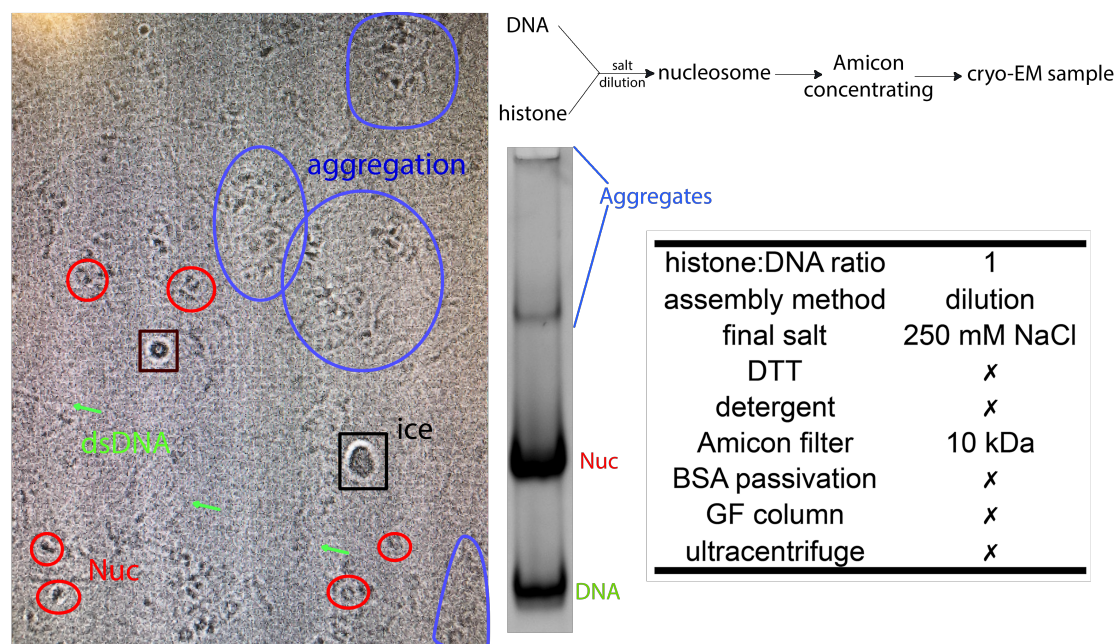 aggregation
dsDNA
ice
Nuc
DNA
histone
salt
dilution
nucleosome
Amicon
concentrating
cryo-EM sample
Aggregates
Nuc
DNA
histone:DNA ratio 1
assembly method dilution
final salt 250 mM NaCl
DTT ✗
detergent ✗
Amicon filter 10 kDa
BSA passivation ✗
GF column ✗
ultracentrifuge ✗